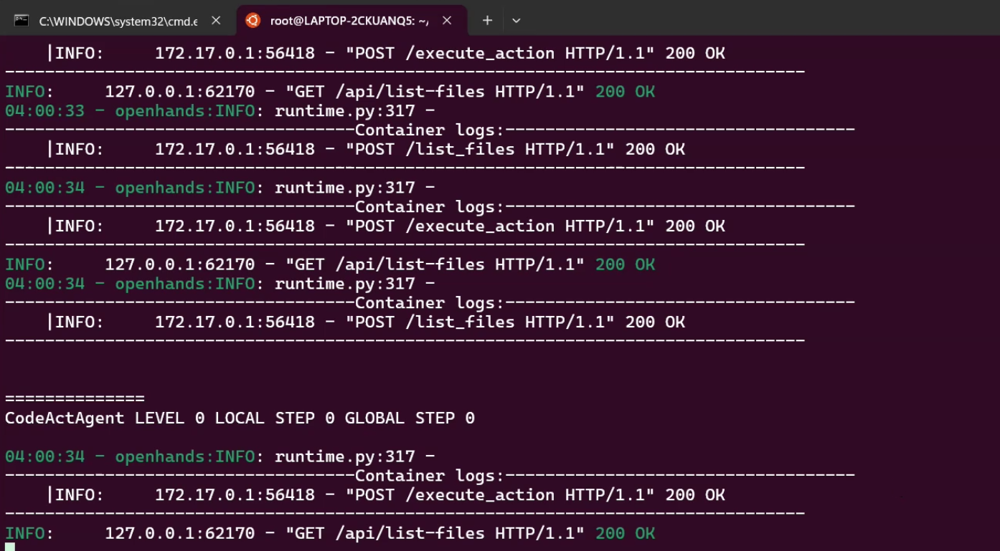 C:\WINDOWS\system32\cmd.e
root@LAPTOP-2CKUANQ5: ~/
|INFO:     172.17.0.1:56418 - "POST /execute_action HTTP/1.1" 200 OK
--------------------------------------------------------------------------------
INFO:     127.0.0.1:62170 - "GET /api/list-files HTTP/1.1" 200 OK
04:00:33 - openhands:INFO: runtime.py:317 -
-----------------------------------Container logs:-----------------------------------
|INFO:     172.17.0.1:56418 - "POST /list_files HTTP/1.1" 200 OK
--------------------------------------------------------------------------------
04:00:34 - openhands:INFO: runtime.py:317 -
-----------------------------------Container logs:-----------------------------------
|INFO:     172.17.0.1:56418 - "POST /execute_action HTTP/1.1" 200 OK
--------------------------------------------------------------------------------
INFO:     127.0.0.1:62170 - "GET /api/list-files HTTP/1.1" 200 OK
04:00:34 - openhands:INFO: runtime.py:317 -
-----------------------------------Container logs:-----------------------------------
|INFO:     172.17.0.1:56418 - "POST /list_files HTTP/1.1" 200 OK
--------------------------------------------------------------------------------
==============
CodeActAgent LEVEL 0 LOCAL STEP 0 GLOBAL STEP 0
04:00:34 - openhands:INFO: runtime.py:317 -
-----------------------------------Container logs:-----------------------------------
|INFO:     172.17.0.1:56418 - "POST /execute_action HTTP/1.1" 200 OK
--------------------------------------------------------------------------------
INFO:     127.0.0.1:62170 - "GET /api/list-files HTTP/1.1" 200 OK